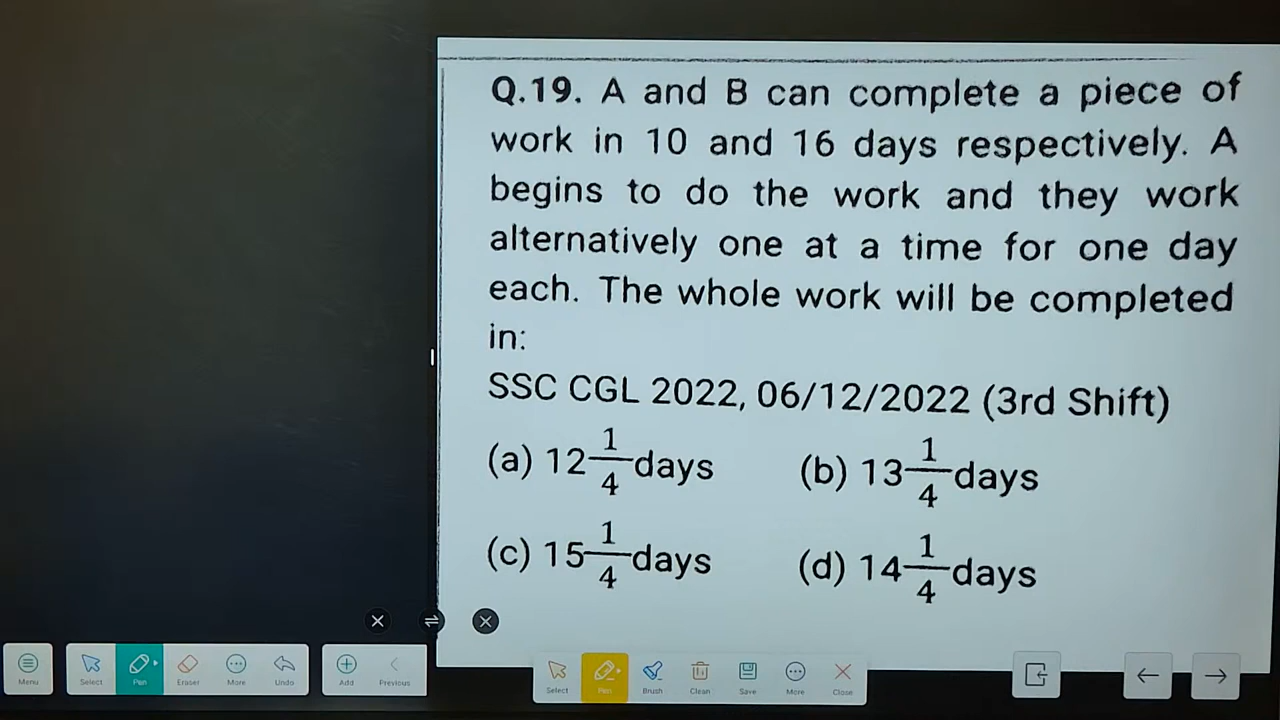 Q.19. A and B can complete a piece of
work in 10 and 16 days respectively. A
begins to do the work and they work
alternatively one at a time for one day
each. The whole work will be completed
in:
SSC CGL 2022, 06/12/2022 (3rd Shift)
(a) 12 1/4 days (b) 13 1/4 days
(c) 15 1/4 days (d) 14 1/4 days
Menu Select Pen Eraser More Undo Add Previous Select Pen Brush Clean Save More Close